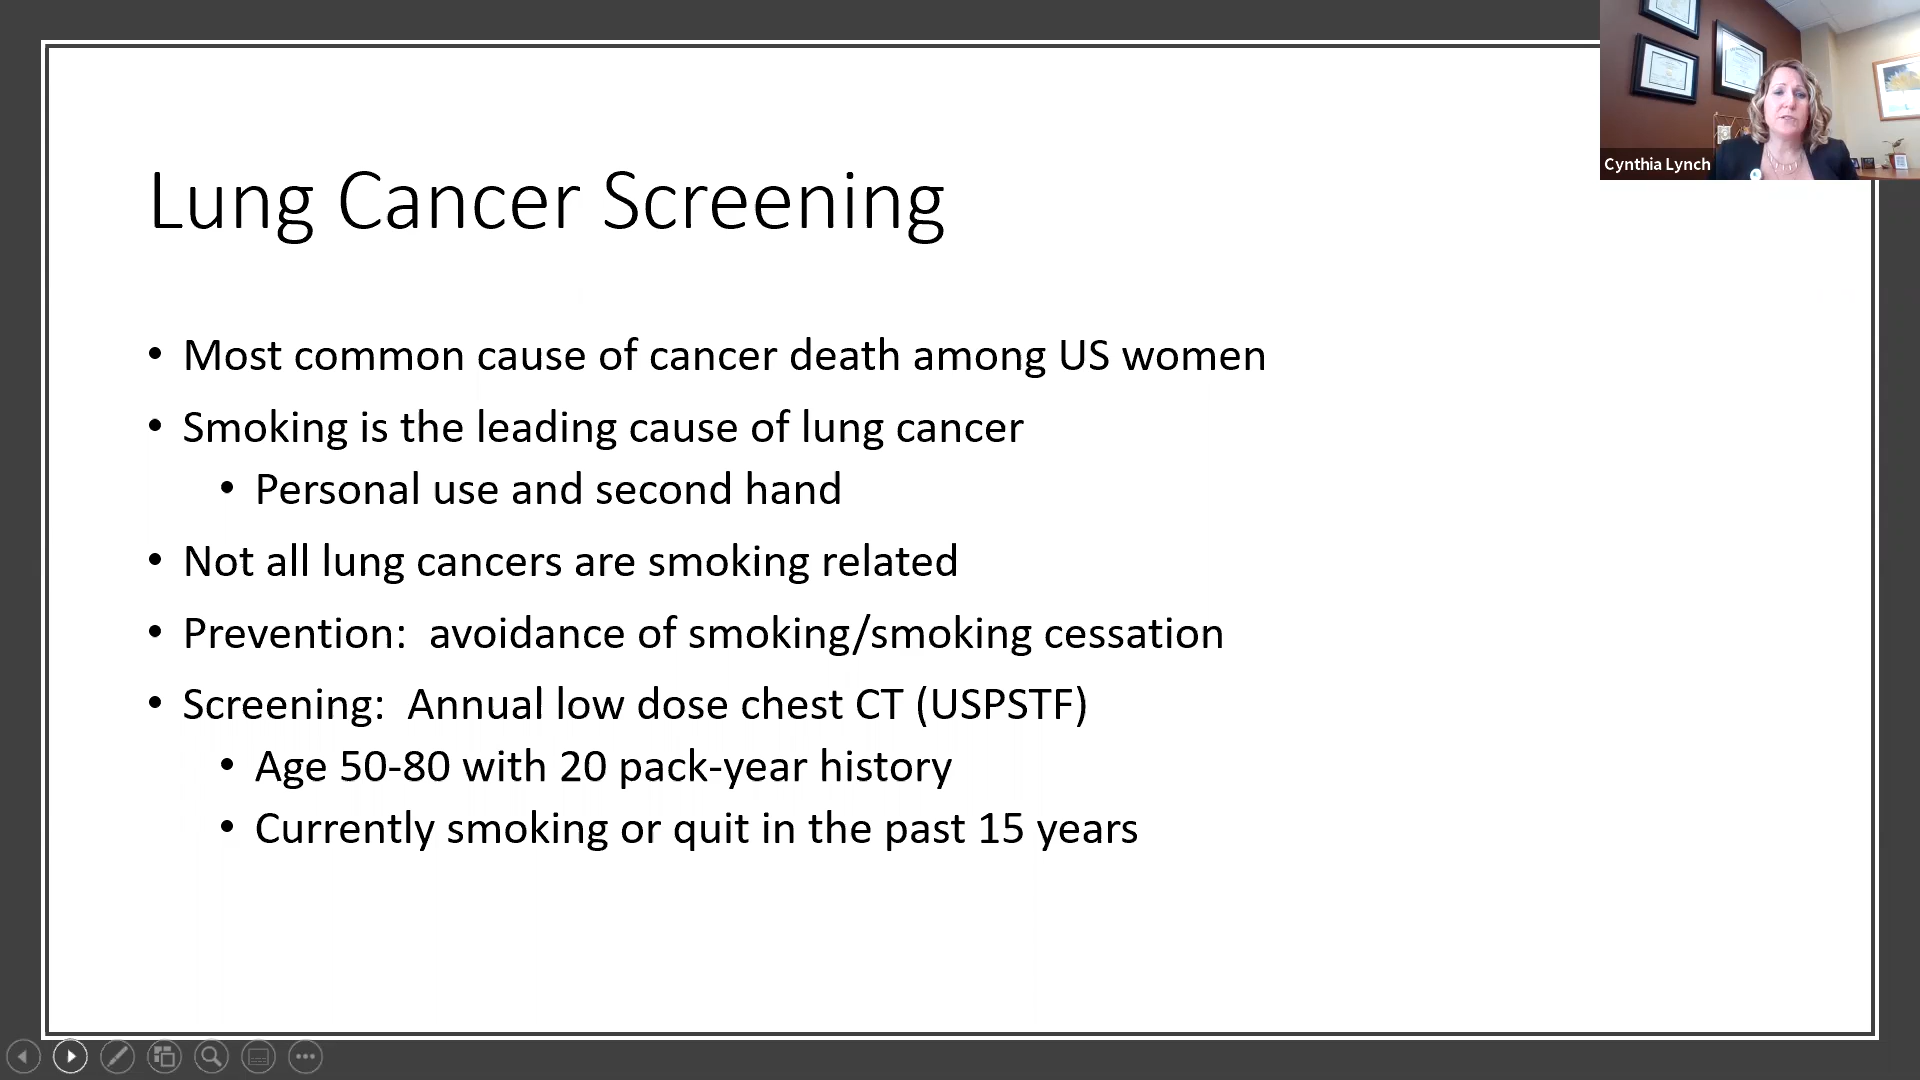 Cynthia Lynch
Lung Cancer Screening
• Most common cause of cancer death among US women
• Smoking is the leading cause of lung cancer
• Personal use and second hand
• Not all lung cancers are smoking related
• Prevention:  avoidance of smoking/smoking cessation
• Screening:  Annual low dose chest CT (USPSTF)
• Age 50-80 with 20 pack-year history
• Currently smoking or quit in the past 15 years